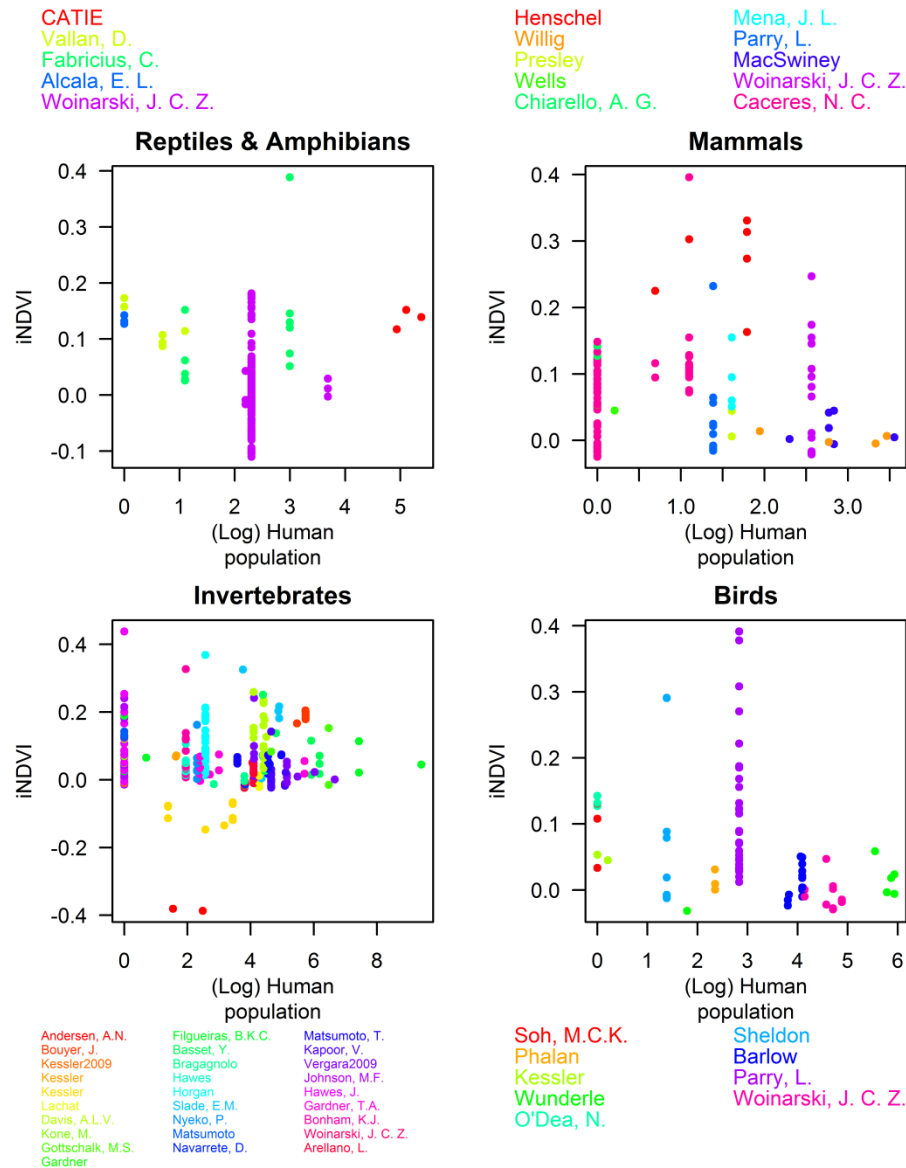 CATIE
Vallan, D.
Fabricius, C.
Alcala, E. L.
Woinarski, J. C. Z.
Henschel
Willig
Presley
Wells
Chiarello, A. G.
Mena, J. L.
Parry, L.
MacSwiney
Woinarski, J. C. Z.
Caceres, N. C.
Reptiles & Amphibians
iNDVI
0.4
0.3
0.2
0.1
0.0
-0.1
0 1 2 3 4 5
(Log) Human
population
Mammals
iNDVI
0.4
0.3
0.2
0.1
0.0
0.0 1.0 2.0 3.0
(Log) Human
population
Invertebrates
iNDVI
0.4
0.2
0.0
-0.2
-0.4
0 2 4 6 8
(Log) Human
population
Birds
iNDVI
0.4
0.3
0.2
0.1
0.0
0 1 2 3 4 5 6
(Log) Human
population
Andersen, A.N.
Bouyer, J.
Kessler2009
Kessler
Kessler
Lachat
Davis, A.L.V.
Kone, M.
Gottschalk, M.S.
Gardner
Filgueiras, B.K.C.
Basset, Y.
Bragagnolo
Hawes
Horgan
Slade, E.M.
Nyeko, P.
Matsumoto
Navarrete, D.
Matsumoto, T.
Kapoor, V.
Vergara2009
Johnson, M.F.
Hawes, J.
Gardner, T.A.
Bonham, K.J.
Woinarski, J. C. Z.
Arellano, L.
Soh, M.C.K.
Phalan
Kessler
Wunderle
O'Dea, N.
Sheldon
Barlow
Parry, L.
Woinarski, J. C. Z.